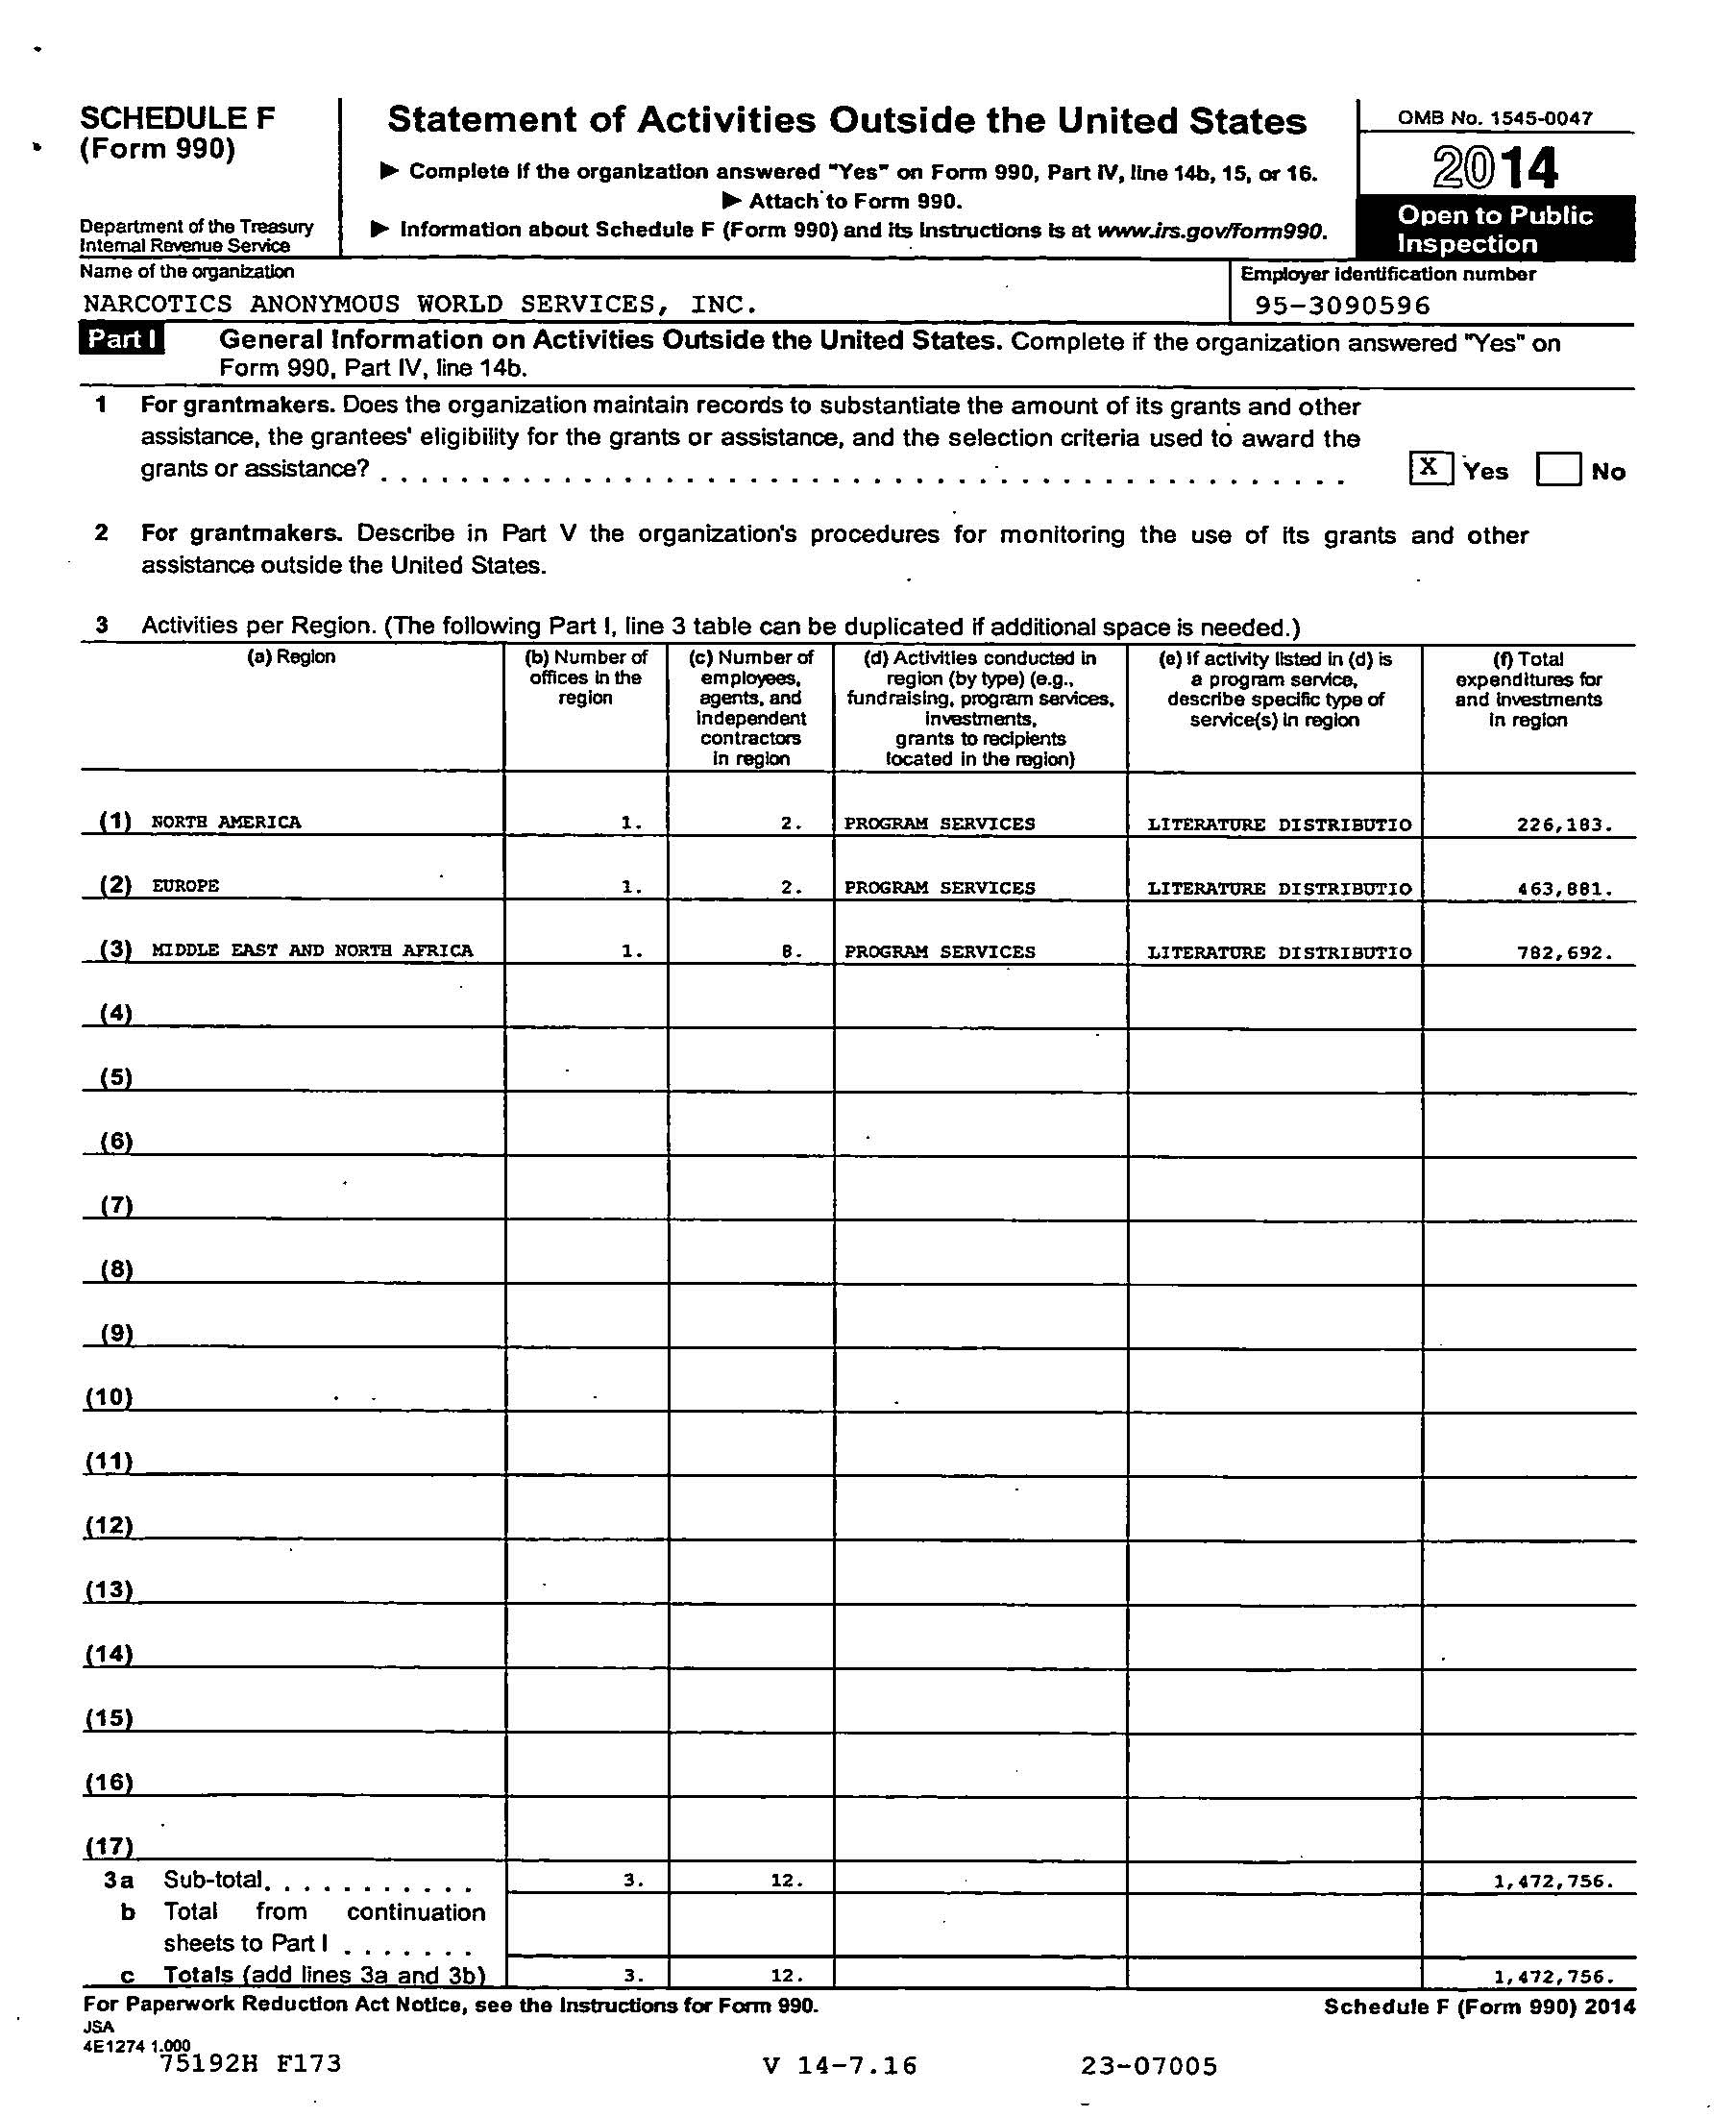 SCHEDULE F
(Form 990)
Department of the Treasury
Internal Revenue Service
Statement of Activities Outside the United States
► Complete if the organization answered "Yes" on Form 990, Part IV, line 14b, 15, or 16.
► Attach to Form 990.
► Information about Schedule F (Form 990) and its instructions is at www.irs.gov/form990.
OMB No. 1545-0047
2014
Open to Public
Inspection
Name of the organization
NARCOTICS ANONYMOUS WORLD SERVICES, INC.
Employer identification number
95-3090596
Part I General Information on Activities Outside the United States. Complete if the organization answered "Yes" on
Form 990, Part IV, line 14b.
1 For grantmakers. Does the organization maintain records to substantiate the amount of its grants and other
assistance, the grantees' eligibility for the grants or assistance, and the selection criteria used to award the
grants or assistance? . . . . . . . . . . . . . . . . . . . . . . . . . . . . . . . . . . . . . . . . . . . . . . . X Yes No
2 For grantmakers. Describe in Part V the organization's procedures for monitoring the use of its grants and other
assistance outside the United States.
3 Activities per Region. (The following Part I, line 3 table can be duplicated if additional space is needed.)
(a) Region
(b) Number of
offices in the
region
(c) Number of
employees,
agents, and
independent
contractors
in region
(d) Activities conducted in
region (by type) (e.g.,
fundraising, program services,
investments,
grants to recipients
located in the region)
(e) If activity listed in (d) is
a program service,
describe specific type of
service(s) in region
(f) Total
expenditures for
and investments
in region
(1) NORTH AMERICA 1. 2. PROGRAM SERVICES LITERATURE DISTRIBUTIO 226,183.
(2) EUROPE 1. 2. PROGRAM SERVICES LITERATURE DISTRIBUTIO 463,881.
(3) MIDDLE EAST AND NORTH AFRICA 1. 8. PROGRAM SERVICES LITERATURE DISTRIBUTIO 782,692.
(4)
(5)
(6)
(7)
(8)
(9)
(10)
(11)
(12)
(13)
(14)
(15)
(16)
(17)
3a Sub-total. . . . . . . . . . . 3. 12. 1,472,756.
b Total from continuation
sheets to Part I . . . . . . .
c Totals (add lines 3a and 3b) 3. 12. 1,472,756.
For Paperwork Reduction Act Notice, see the Instructions for Form 990. Schedule F (Form 990) 2014
JSA
4E1274 1.000
75192H F173 V 14-7.16 23-07005